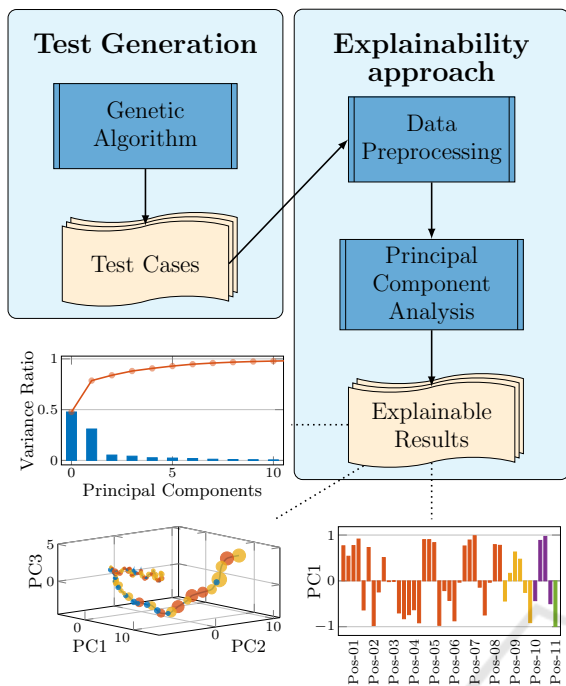 Test Generation
Genetic
Algorithm
Test Cases
Explainability
approach
Data
Preprocessing
Principal
Component
Analysis
Explainable
Results
Variance Ratio
1
0.5
0
0
5
10
Principal Components
PC3
5
0
0
10
PC1
0
10
PC2
PC1
1
0
−1
Pos-01
Pos-02
Pos-03
Pos-04
Pos-05
Pos-06
Pos-07
Pos-08
Pos-09
Pos-10
Pos-11